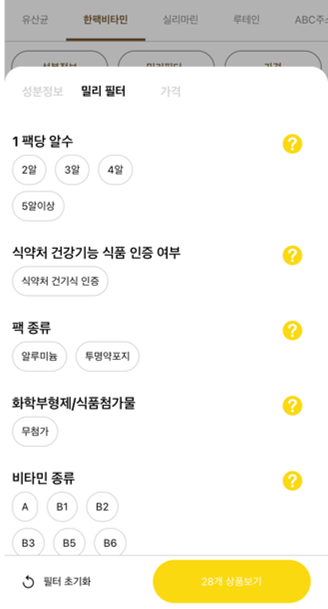 유산균 한팩비타민 실리마린 루테인 ABC주스
성분정보 밀리필터 가격
성분정보 밀리 필터 가격
1 팩당 알수 ?
2알 3알 4알
5알이상
식약처 건강기능 식품 인증 여부 ?
식약처 건기식 인증
팩 종류 ?
알루미늄 투명약포지
화학부형제/식품첨가물 ?
무첨가
비타민 종류 ?
A B1 B2
B3 B5 B6
필터 초기화 28개 상품보기